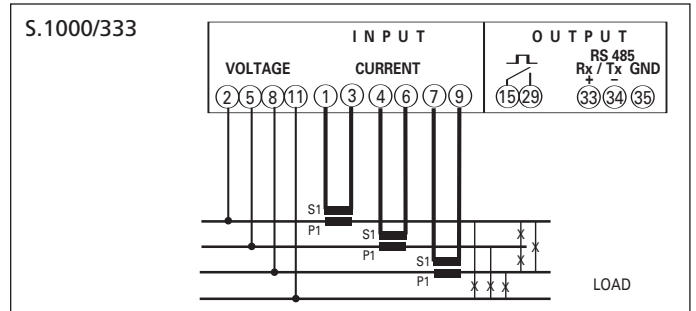 S.1000/333
INPUT
OUTPUT
RS 485
VOLTAGE
CURRENT
Rx / Tx GND
+ −
2 5 8 11 1 3 4 6 7 9 15 29 33 34 35
S1
P1
S1
P1
S1
P1
LOAD